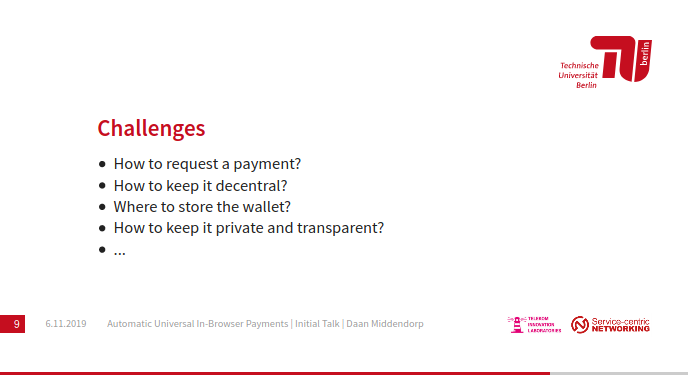 berlin
Technische
Universität
Berlin
Challenges
• How to request a payment?
• How to keep it decentral?
• Where to store the wallet?
• How to keep it private and transparent?
• ...
9
6.11.2019
Automatic Universal In-Browser Payments | Initial Talk | Daan Middendorp
TELEKOM
INNOVATION
LABORATORIES
Service-centric
NETWORKING